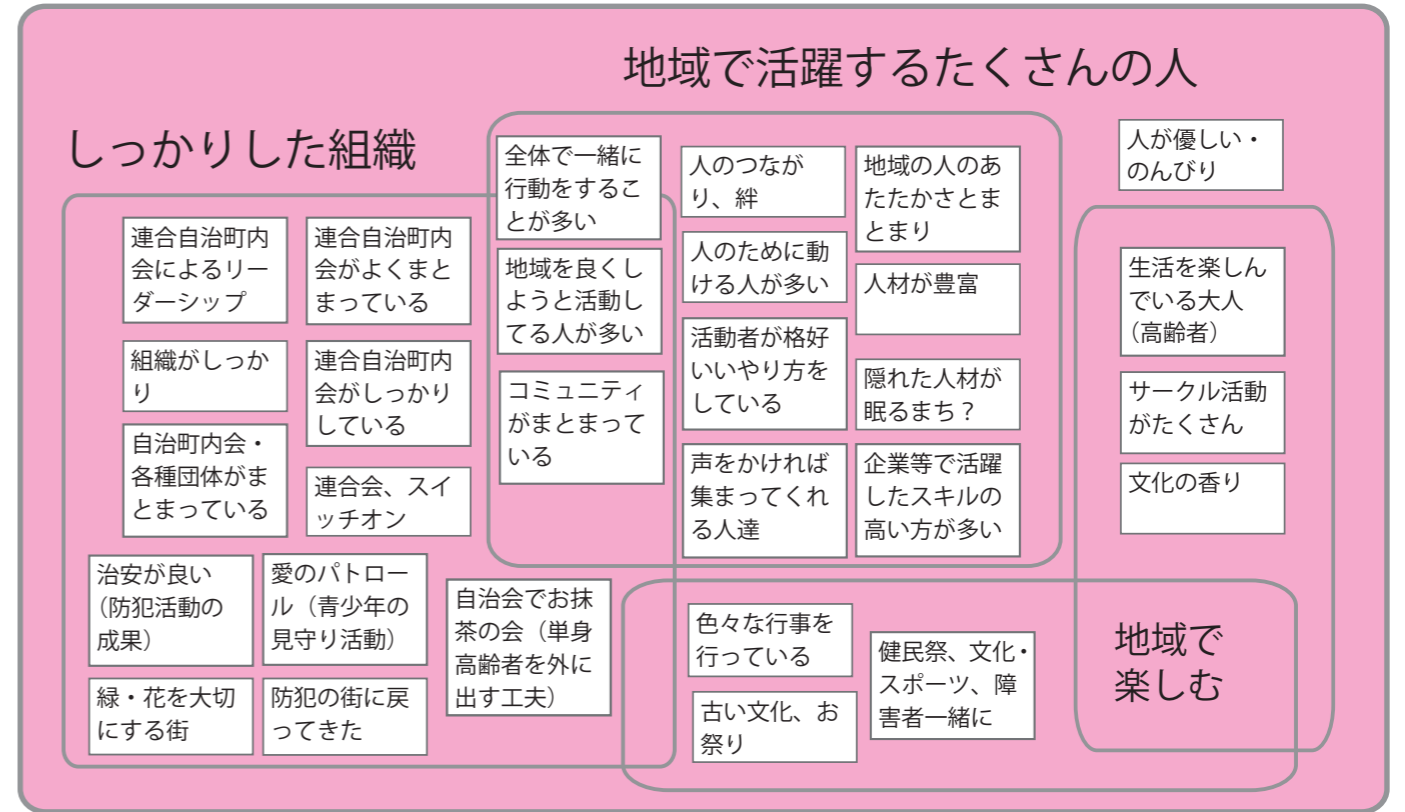 地域で活躍するたくさんの人
しっかりした組織
連合自治町内
会によるリー
ダーシップ
連合自治町内
会がよくまと
まっている
組織がしっか
り
連合自治町内
会がしっかり
している
自治町内会・
各種団体がま
とまっている
連合会、スイ
ッチオン
治安が良い
（防犯活動の
成果）
愛のパトロー
ル（青少年の
見守り活動）
自治会でお抹
茶の会（単身
高齢者を外に
出す工夫）
緑・花を大切
にする街
防犯の街に戻
ってきた
全体で一緒に
行動をするこ
とが多い
地域を良くし
ようと活動し
てる人が多い
コミュニティ
がまとまって
いる
人のつなが
り、絆
人のために動
ける人が多い
活動者が格好
いいやり方を
している
声をかければ
集まってくれ
る人達
地域の人のあ
たたかさとま
とまり
人材が豊富
隠れた人材が
眠るまち？
企業等で活躍
したスキルの
高い方が多い
人が優しい・
のんびり
生活を楽しん
でいる大人
（高齢者）
サークル活動
がたくさん
文化の香り
地域で
楽しむ
色々な行事を
行っている
古い文化、お
祭り
健民祭、文化・
スポーツ、障
害者一緒に